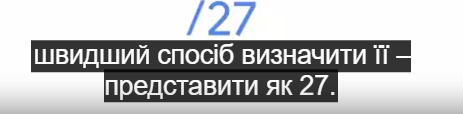 /27
швидший спосіб визначити її –
представити як 27.